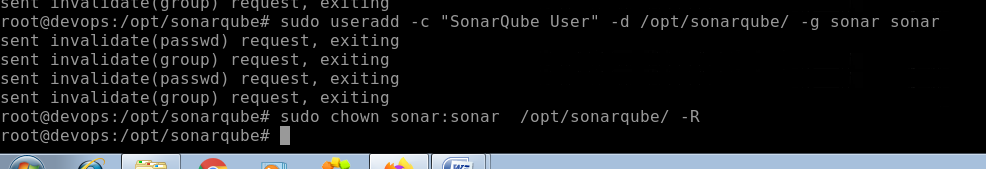 sent invalidate(group) request, exiting
root@devops:/opt/sonarqube# sudo useradd -c "SonarQube User" -d /opt/sonarqube/ -g sonar sonar
sent invalidate(passwd) request, exiting
sent invalidate(group) request, exiting
sent invalidate(passwd) request, exiting
sent invalidate(group) request, exiting
root@devops:/opt/sonarqube# sudo chown sonar:sonar  /opt/sonarqube/ -R
root@devops:/opt/sonarqube#